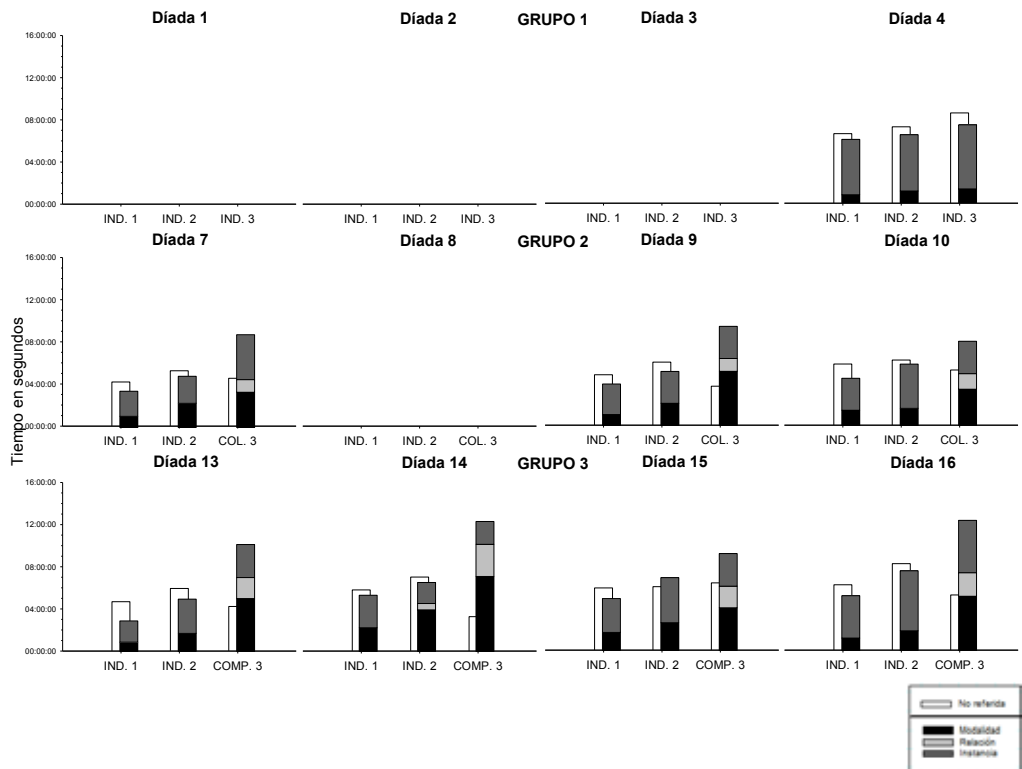 Díada 1 Díada 2 GRUPO 1 Díada 3 Díada 4
16:00:00
12:00:00
08:00:00
04:00:00
00:00:00
IND. 1 IND. 2 IND. 3 IND. 1 IND. 2 IND. 3 IND. 1 IND. 2 IND. 3 IND. 1 IND. 2 IND. 3
Díada 7 Díada 8 GRUPO 2 Díada 9 Díada 10
16:00:00
12:00:00
08:00:00
04:00:00
00:00:00
Tiempo en segundos
IND. 1 IND. 2 COL. 3 IND. 1 IND. 2 COL. 3 IND. 1 IND. 2 COL. 3 IND. 1 IND. 2 COL. 3
Díada 13 Díada 14 GRUPO 3 Díada 15 Díada 16
16:00:00
12:00:00
08:00:00
04:00:00
00:00:00
IND. 1 IND. 2 COMP. 3 IND. 1 IND. 2 COMP. 3 IND. 1 IND. 2 COMP. 3 IND. 1 IND. 2 COMP. 3
No referida
Modalidad
Relación
Instancia